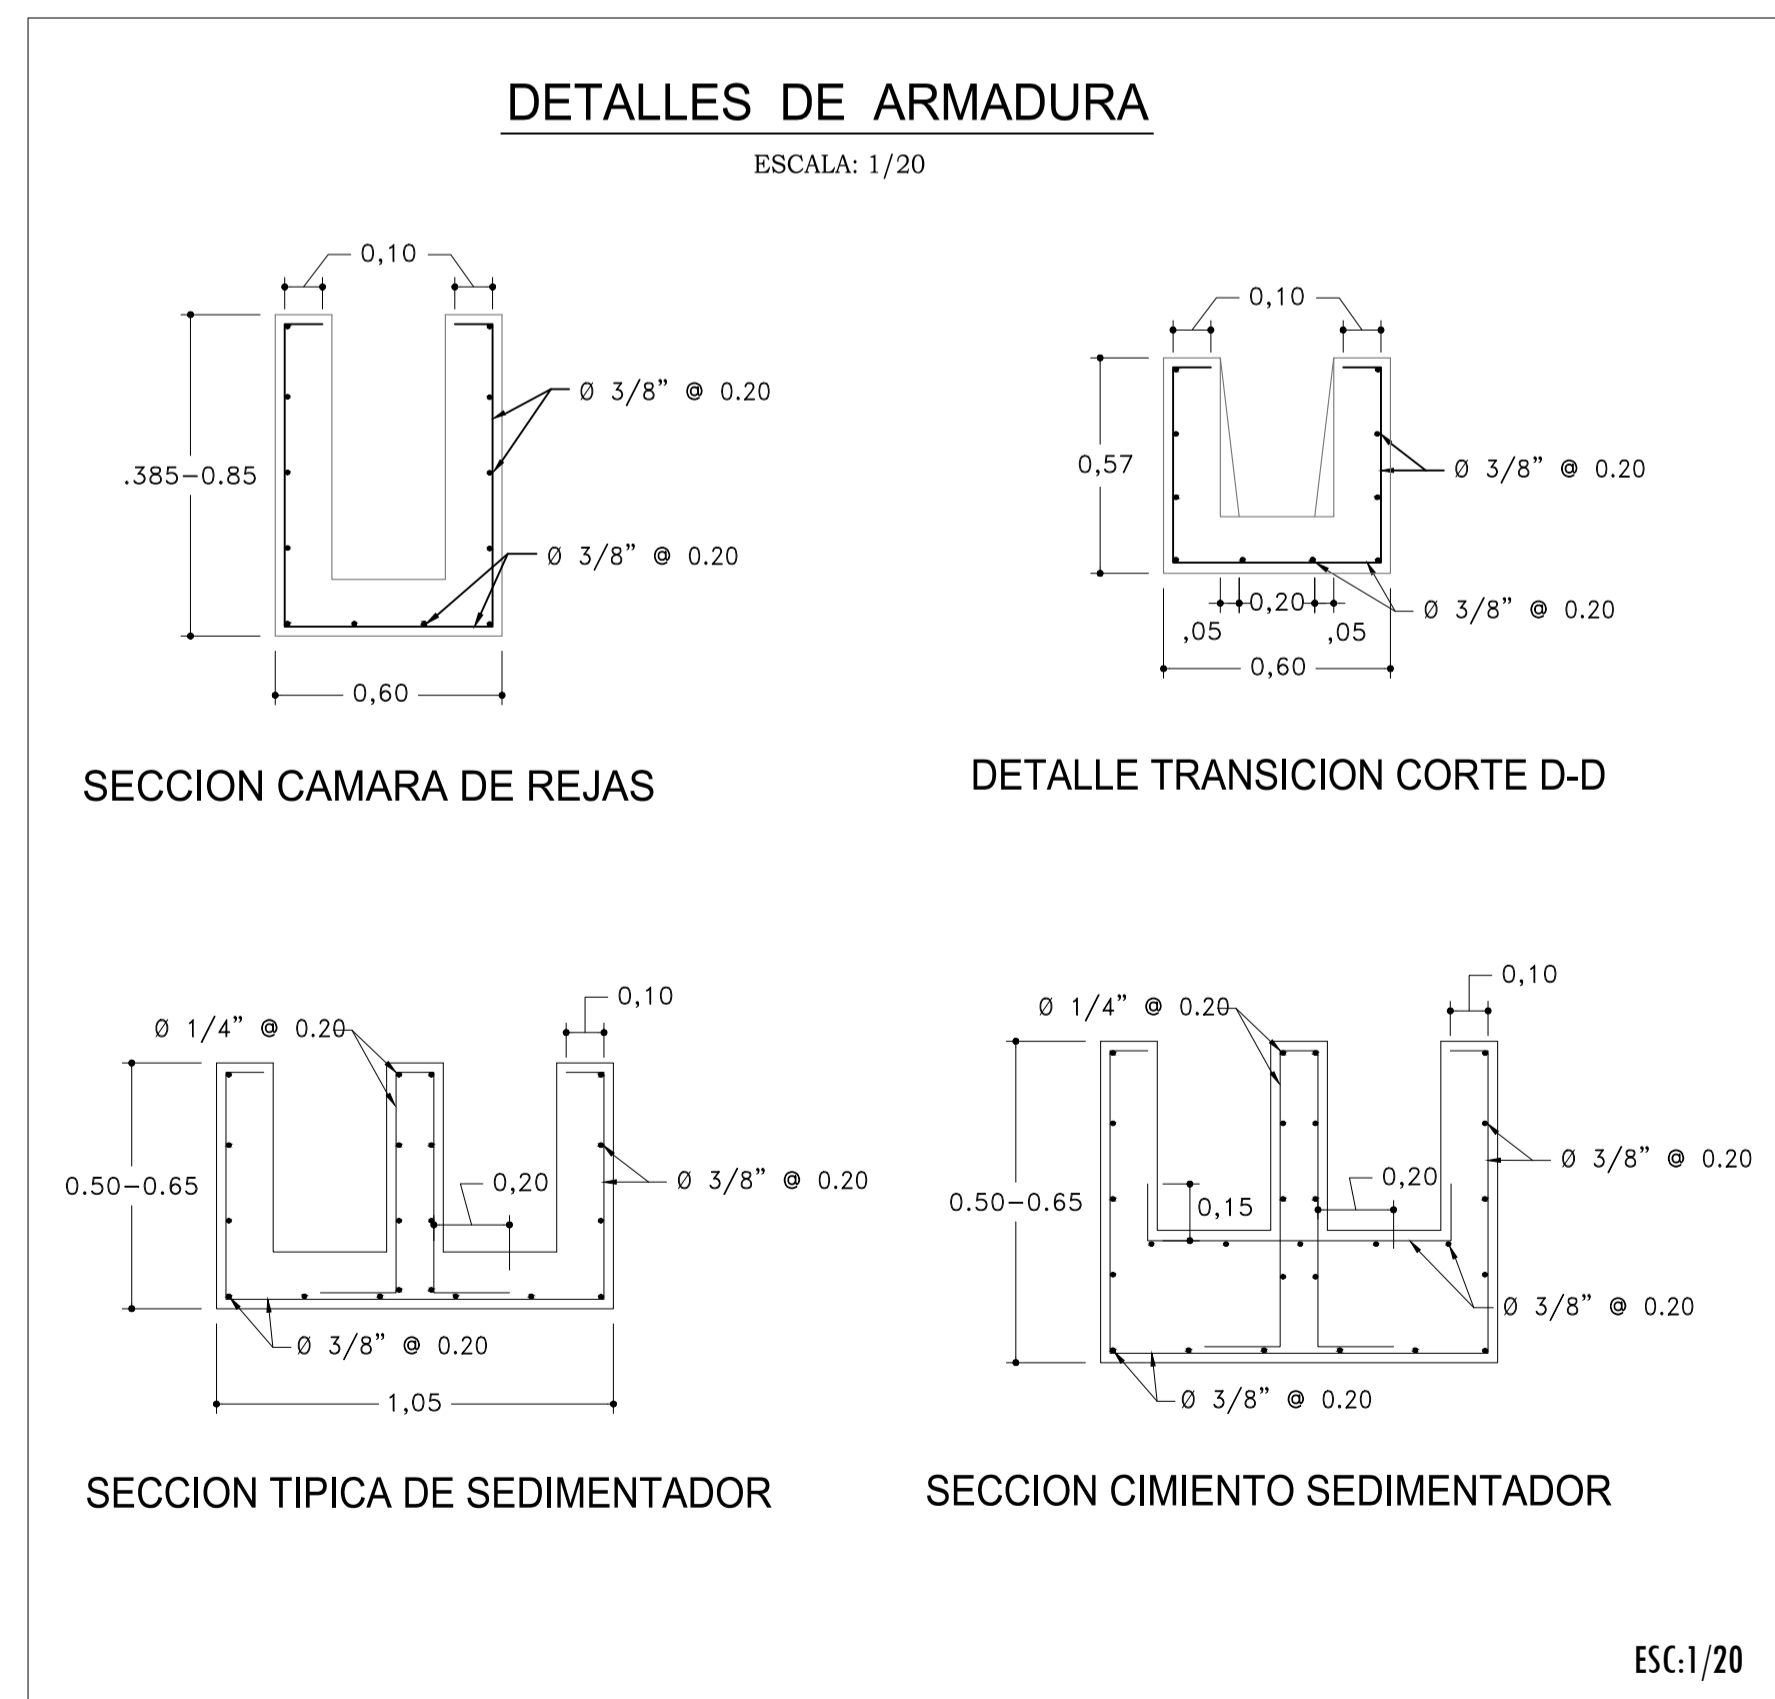 DETALLES DE ARMADURA
ESCALA: 1/20
0,10
Ø 3/8” @ 0.20
.385-0.85
Ø 3/8” @ 0.20
0,60
SECCION CAMARA DE REJAS
0,10
0,57
Ø 3/8” @ 0.20
0,20
Ø 3/8” @ 0.20
,05
,05
0,60
DETALLE TRANSICION CORTE D-D
0,10
Ø 1/4” @ 0.20
0.50-0.65
0,20
Ø 3/8” @ 0.20
Ø 3/8” @ 0.20
1,05
SECCION TIPICA DE SEDIMENTADOR
0,10
Ø 1/4” @ 0.20
Ø 3/8” @ 0.20
0,20
0.50-0.65
0,15
Ø 3/8” @ 0.20
Ø 3/8” @ 0.20
SECCION CIMIENTO SEDIMENTADOR
ESC:1/20